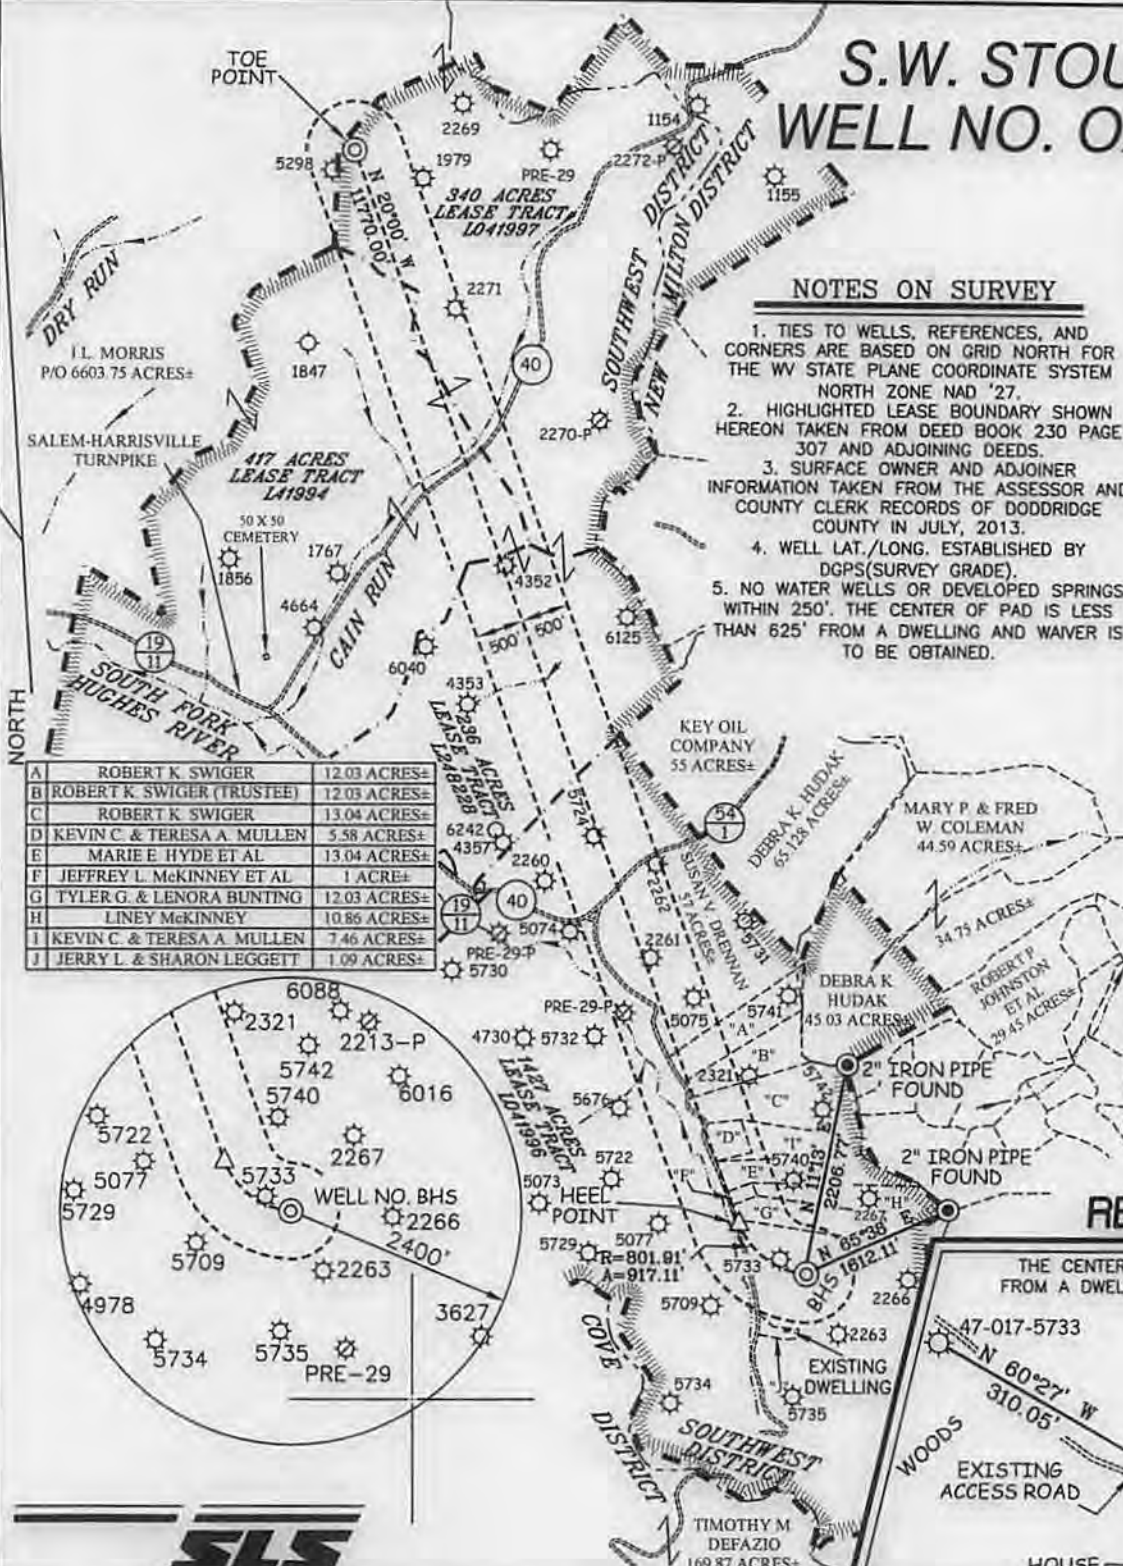 S.W. STOU
WELL NO. O
TOE
POINT
2269
1154
5298
1979
PRE-29
2272-P
1155
N 20°00' W
11770.00'
340 ACRES
LEASE TRACT
LO41997
DISTRICT
DISTRICT
SOUTHWEST
NEW MILTON
DRY RUN
2271
NOTES ON SURVEY
1. TIES TO WELLS, REFERENCES, AND
CORNERS ARE BASED ON GRID NORTH FOR
THE WV STATE PLANE COORDINATE SYSTEM
NORTH ZONE NAD '27.
2. HIGHLIGHTED LEASE BOUNDARY SHOWN
HEREON TAKEN FROM DEED BOOK 230 PAGE
307 AND ADJOINING DEEDS.
3. SURFACE OWNER AND ADJOINER
INFORMATION TAKEN FROM THE ASSESSOR AND
COUNTY CLERK RECORDS OF DODDRIDGE
COUNTY IN JULY, 2013.
4. WELL LAT./LONG. ESTABLISHED BY
DGPS(SURVEY GRADE).
5. NO WATER WELLS OR DEVELOPED SPRINGS
WITHIN 250'. THE CENTER OF PAD IS LESS
THAN 625' FROM A DWELLING AND WAIVER IS
TO BE OBTAINED.
I.L. MORRIS
P/O 6603.75 ACRES±
1847
40
2270-P
SALEM-HARRISVILLE
TURNPIKE
417 ACRES
LEASE TRACT
L41994
50 X 50
CEMETERY
1856
1767
4664
CAIN RUN
4352
500'
500'
6125
6040
19
11
SOUTH FORK
HUGHES RIVER
NORTH
4353
236 ACRES
LEASE TRACT
L248228
KEY OIL
COMPANY
55 ACRES±
A ROBERT K. SWIGER 12.03 ACRES±
B ROBERT K. SWIGER (TRUSTEE) 12.03 ACRES±
C ROBERT K. SWIGER 13.04 ACRES±
D KEVIN C. & TERESA A. MULLEN 5.58 ACRES±
E MARIE E. HYDE ET AL 13.04 ACRES±
F JEFFREY L. McKINNEY ET AL 1 ACRE±
G TYLER G. & LENORA BUNTING 12.03 ACRES±
H LINEY McKINNEY 10.86 ACRES±
I KEVIN C. & TERESA A. MULLEN 7.46 ACRES±
J JERRY L. & SHARON LEGGETT 1.09 ACRES±
6242
4357
5724
54
1
DEBRA K. HUDAK
65.128 ACRES±
MARY P. & FRED
W. COLEMAN
44.59 ACRES±
2260
2262
SUSAN V. DRENNAN
57 ACRES±
19
11
40
5074
PRE-29-P
5730
2261
5731
34.75 ACRES±
ROBERT P.
JOHNSTON
ET AL
29.45 ACRES±
DEBRA K.
HUDAK
45.03 ACRES±
PRE-29-P
5075
5741
"A"
4730
5732
"B"
2321
5742
2" IRON PIPE
FOUND
1427 ACRES
LEASE TRACT
LO41996
5676
"C"
"D"
"I"
N 11°13' E
2206.77'
2" IRON PIPE
FOUND
5722
"F"
"E"
5740
5073
HEEL
POINT
"G"
2267
"H"
N 65°38' E
1612.11'
5077
5729
R=801.91'
A=917.11'
5733
BHS
2266
5709
2263
EXISTING
DWELLING
"J"
COVE
DISTRICT
5734
5735
SOUTHWEST
DISTRICT
TIMOTHY M
DEFAZIO
169.87 ACRES±
6088
2321
2213-P
5742
5740
6016
5722
2267
5077
5733
WELL NO. BHS
5729
2266
2400'
5709
2263
4978
3627
5734
5735
PRE-29
SLS
RE
THE CENTER
FROM A DWEL
47-017-5733
N 60°27' W
310.05'
WOODS
EXISTING
ACCESS ROAD
HOUSE